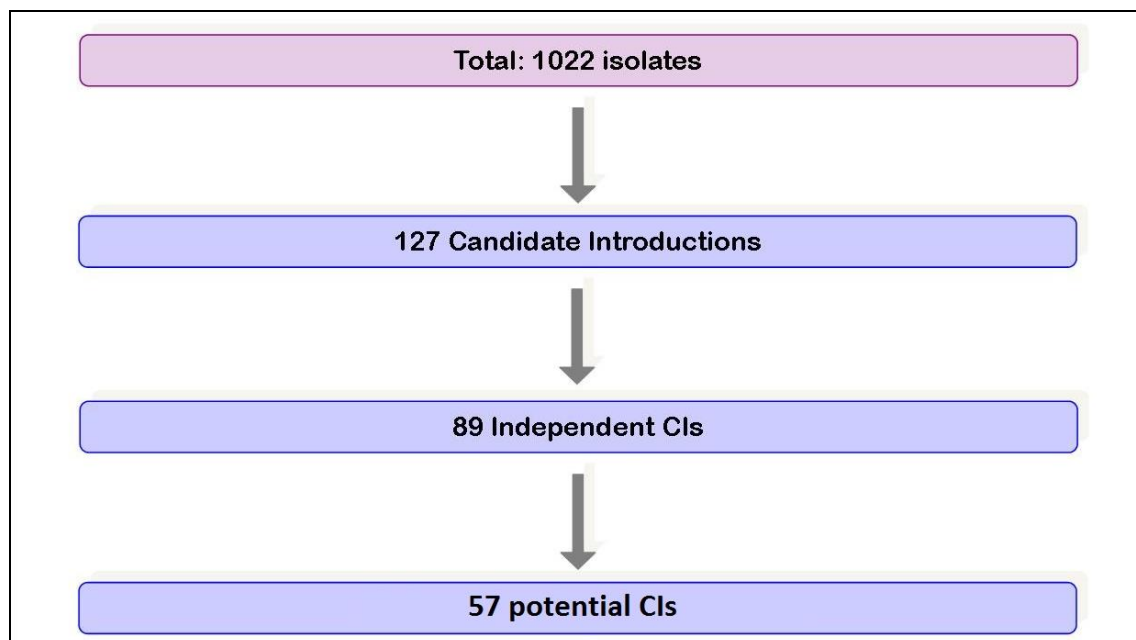 Total: 1022 isolates
127 Candidate Introductions
89 Independent CIs
57 potential CIs